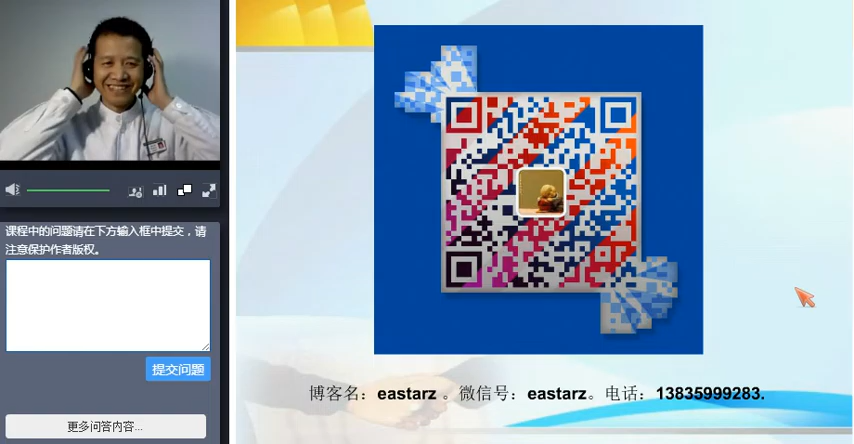 课程中的问题请在下方输入框中提交，请
注意保护作者版权。
提交问题
更多问答内容...
博客名：eastarz 。微信号：eastarz。电话：13835999283.